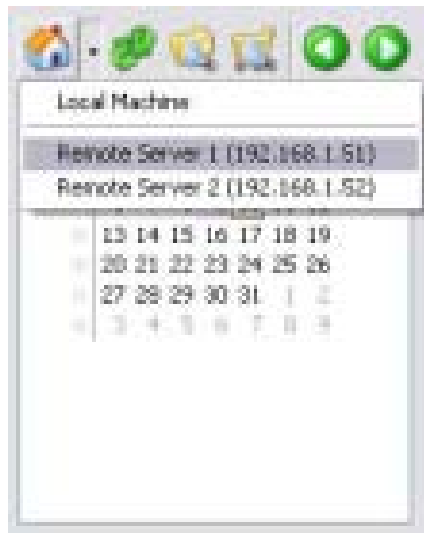 Local Machine
Remote Server 1 (192.168.1.51)
Remote Server 2 (192.168.1.52)
13 14 15 16 17 18 19
20 21 22 23 24 25 26
27 28 29 30 31 1 2
3 4 5 6 7 8 9